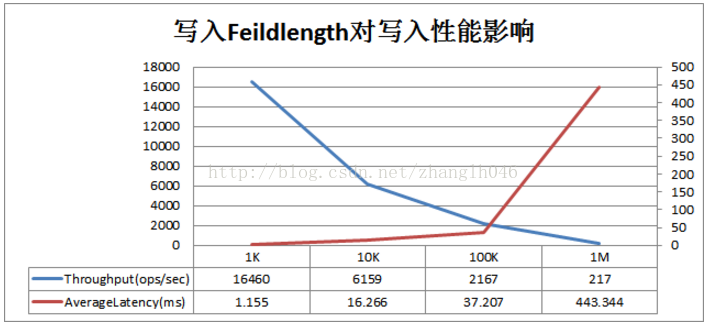 写入Feildlength对写入性能影响
18000 500
16000 450
14000 400
12000 350
10000 300
8000 250
6000 200
4000 150
2000 100
0 50
0
http://blog.csdn.net/zhanglh046
1K 10K 100K 1M
Throughput(ops/sec) 16460 6159 2167 217
AverageLatency(ms) 1.155 16.266 37.207 443.344